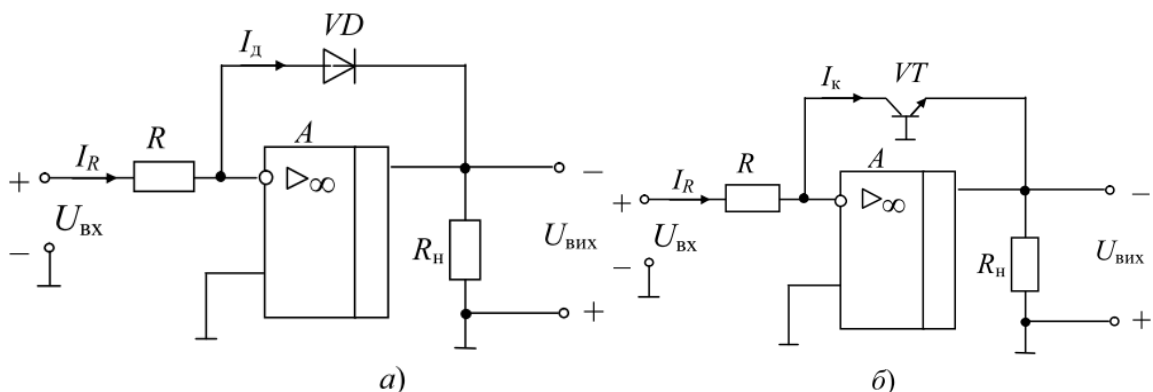 VD
I_д
A
R
I_R
+
▷∞
−
U_вх
−
R_н
U_вих
+
а)
VT
I_к
A
R
I_R
+
▷∞
−
U_вх
−
R_н
U_вих
+
б)